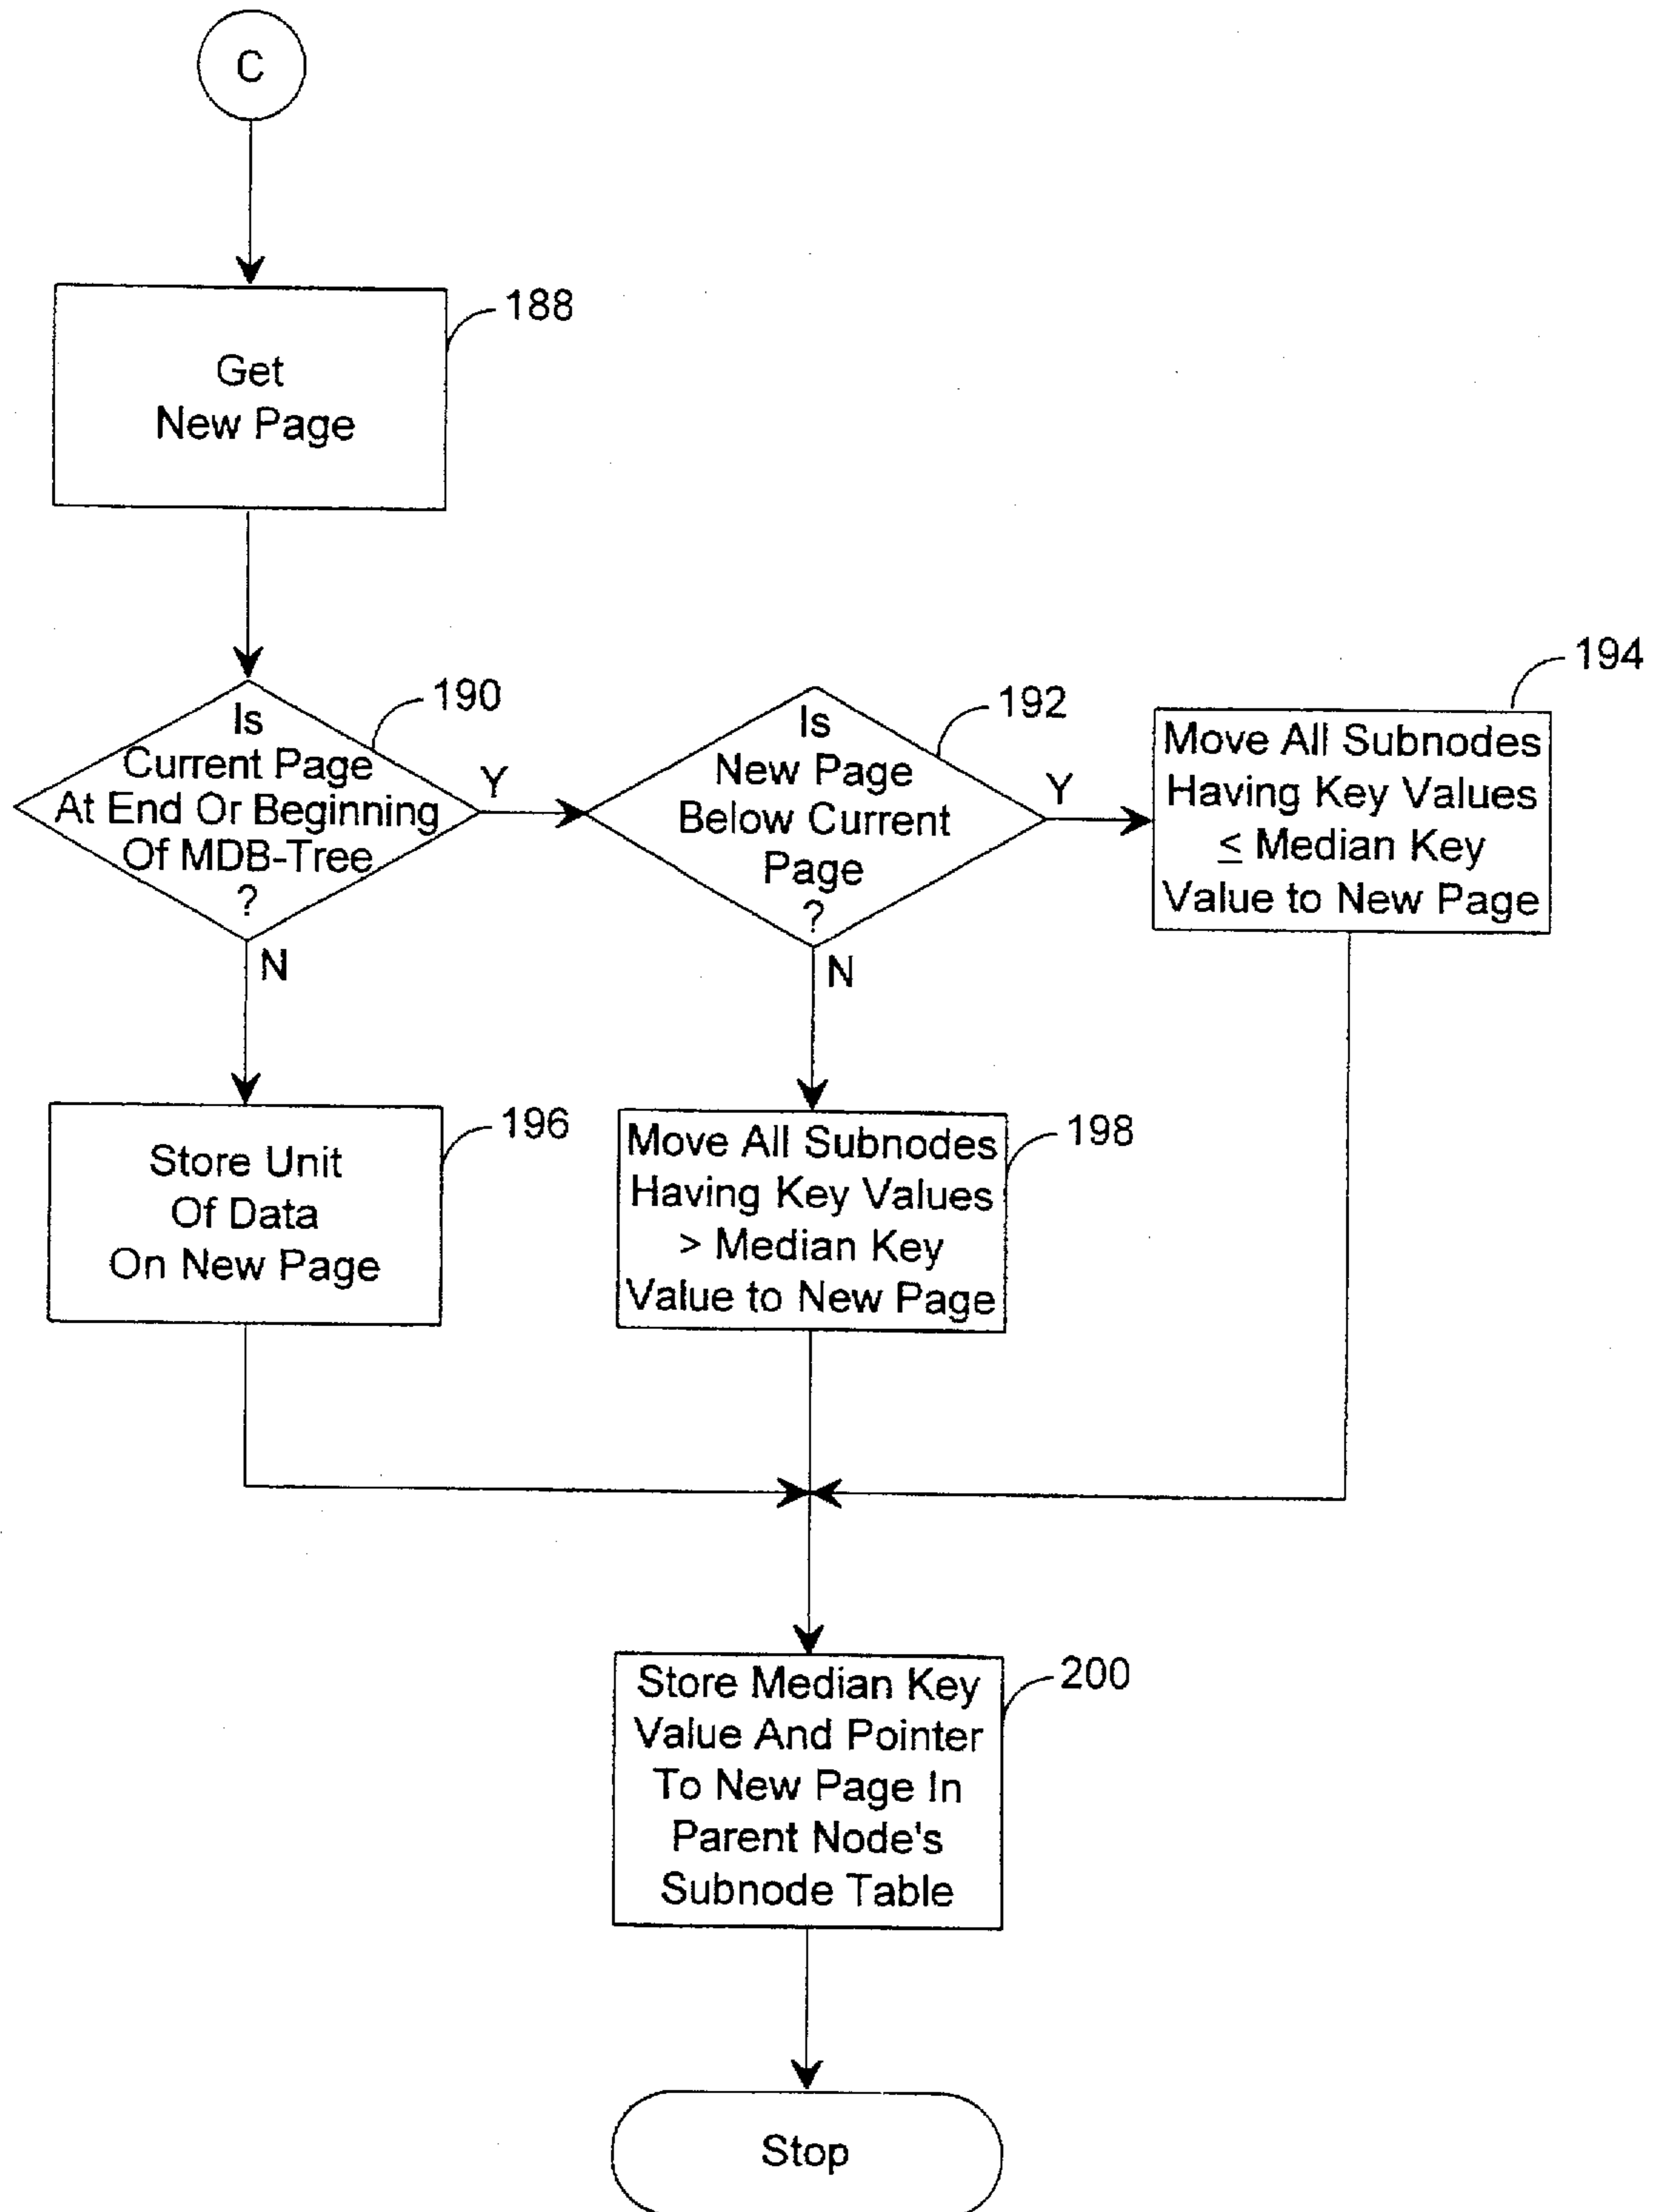 C
188
Get
New Page
190
Is
Current Page
At End Or Beginning
Of MDB-Tree
?
Y
N
192
Is
New Page
Below Current
Page
?
Y
N
194
Move All Subnodes
Having Key Values
≤ Median Key
Value to New Page
196
Store Unit
Of Data
On New Page
198
Move All Subnodes
Having Key Values
> Median Key
Value to New Page
200
Store Median Key
Value And Pointer
To New Page In
Parent Node's
Subnode Table
Stop